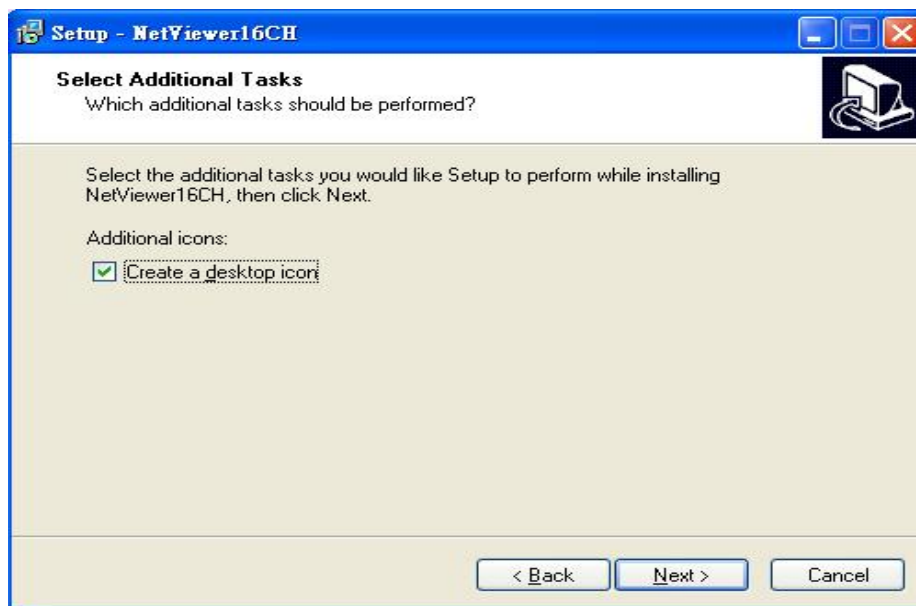 Setup - NetViewer16CH
Select Additional Tasks
Which additional tasks should be performed?
Select the additional tasks you would like Setup to perform while installing
NetViewer16CH, then click Next.
Additional icons:
Create a desktop icon
< Back
Next >
Cancel